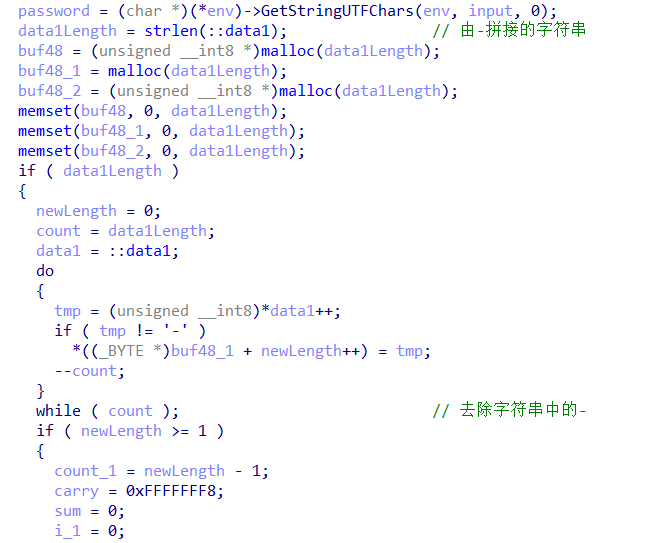 password = (char *)(*env)->GetStringUTFChars(env, input, 0);
data1Length = strlen(::data1); // 由-拼接的字符串
buf48 = (unsigned __int8 *)malloc(data1Length);
buf48_1 = malloc(data1Length);
buf48_2 = (unsigned __int8 *)malloc(data1Length);
memset(buf48, 0, data1Length);
memset(buf48_1, 0, data1Length);
memset(buf48_2, 0, data1Length);
if ( data1Length )
{
newLength = 0;
count = data1Length;
data1 = ::data1;
do
{
tmp = (unsigned __int8)*data1++;
if ( tmp != '-' )
*((_BYTE *)buf48_1 + newLength++) = tmp;
--count;
}
while ( count ); // 去除字符串中的-
if ( newLength >= 1 )
{
count_1 = newLength - 1;
carry = 0xFFFFFFF8;
sum = 0;
i_1 = 0;